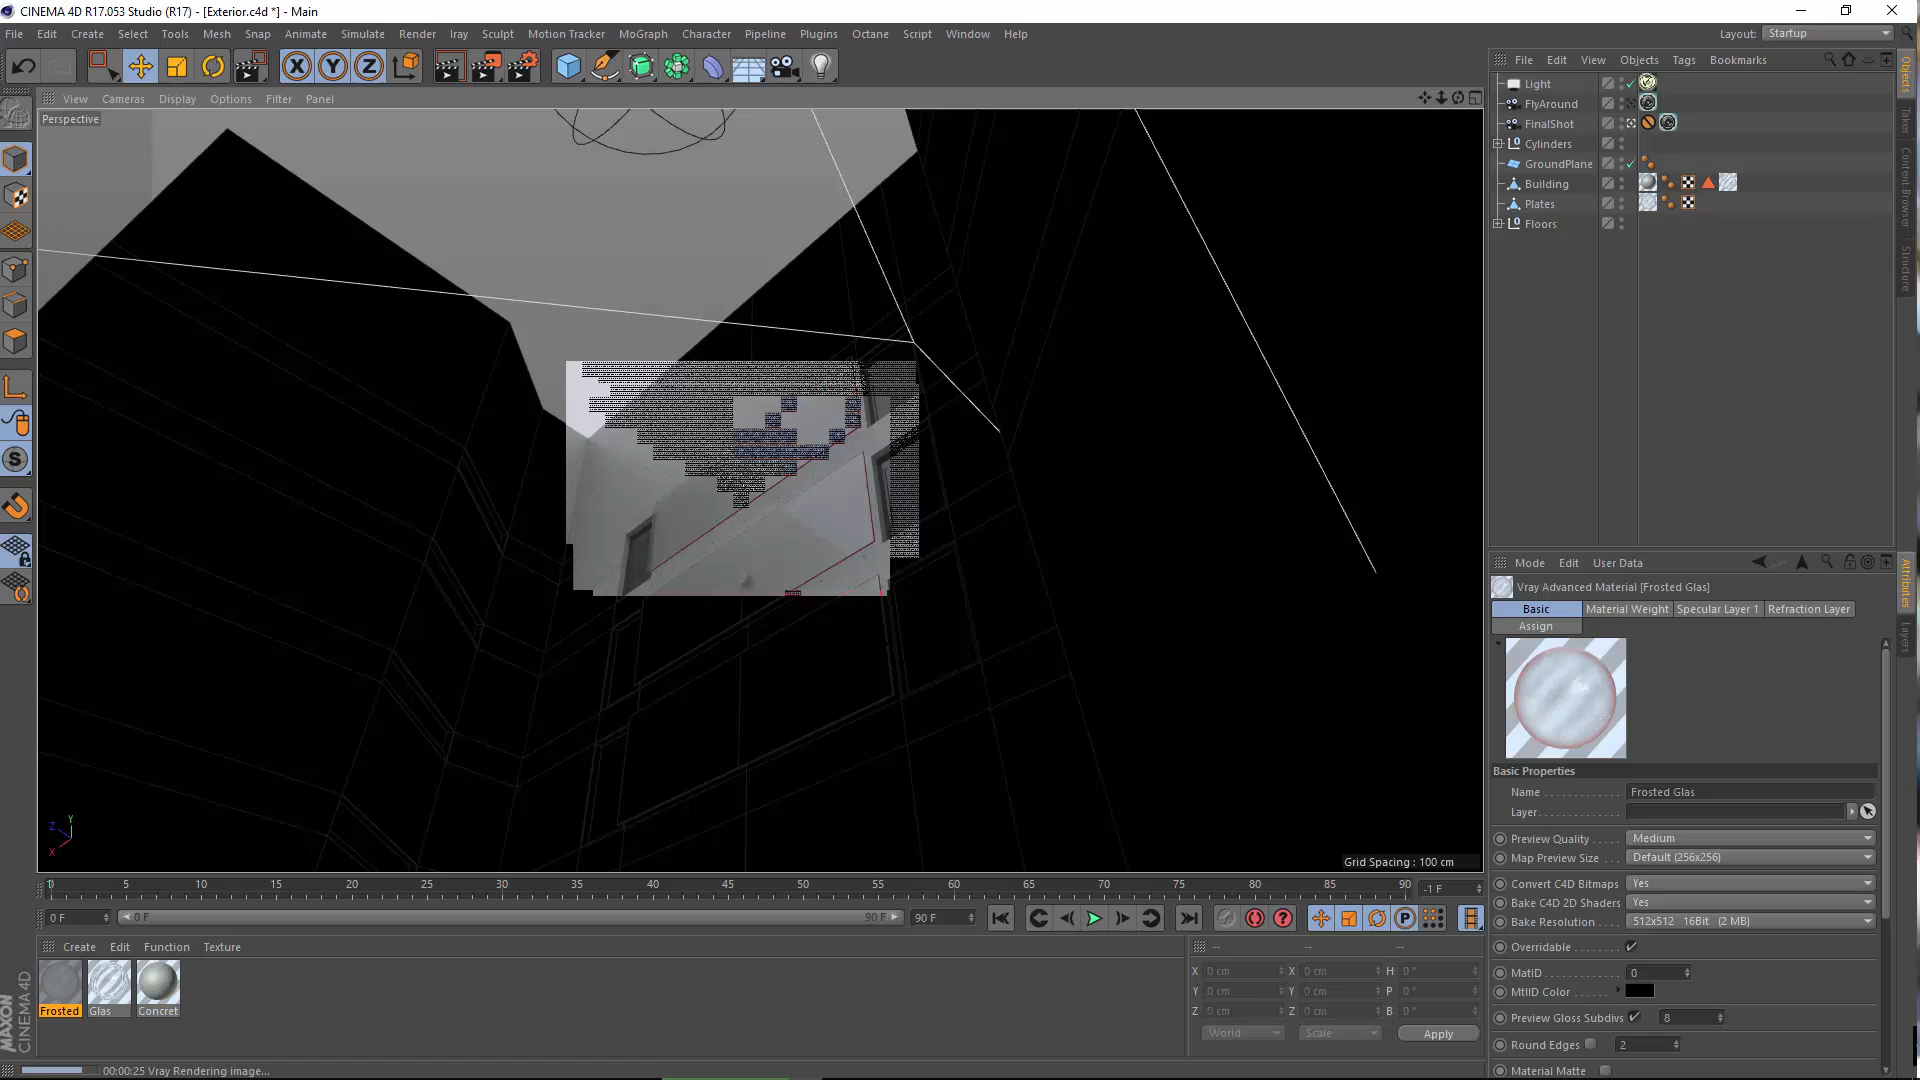 CINEMA 4D R17.053 Studio (R17) - [Exterior.c4d *] - Main
File Edit Create Select Tools Mesh Snap Animate Simulate Render Iray Sculpt Motion Tracker MoGraph Character Pipeline Plugins Octane Script Window Help
Layout: Startup
X Y Z
File Edit View Objects Tags Bookmarks
View Cameras Display Options Filter Panel
Perspective
Light
FlyAround
FinalShot
Cylinders
GroundPlane
Building
Plates
Floors
Objects
Takes
Content Browser
Structure
Mode Edit User Data
Attributes
Layers
Vray Advanced Material [Frosted Glas]
Basic Material Weight Specular Layer 1 Refraction Layer
Assign
Basic Properties
Name Frosted Glas
Layer
Preview Quality Medium
Map Preview Size Default (256x256)
Convert C4D Bitmaps Yes
Bake C4D 2D Shaders Yes
Bake Resolution 512x512 16Bit (2 MB)
Overridable
MatID 0
MtlID Color
Preview Gloss Subdivs 8
Round Edges 2
Material Matte
Z Y X
Grid Spacing : 100 cm
0 5 10 15 20 25 30 35 40 45 50 55 60 65 70 75 80 85 90 -1 F
0 F 0 F 90 F 90 F
Create Edit Function Texture
Frosted Glas Concret
-- -- --
X 0 cm X 0 cm H 0 °
Y 0 cm Y 0 cm P 0 °
Z 0 cm Z 0 cm B 0 °
World Scale Apply
MAXON CINEMA 4D
00:00:25 Vray Rendering image...